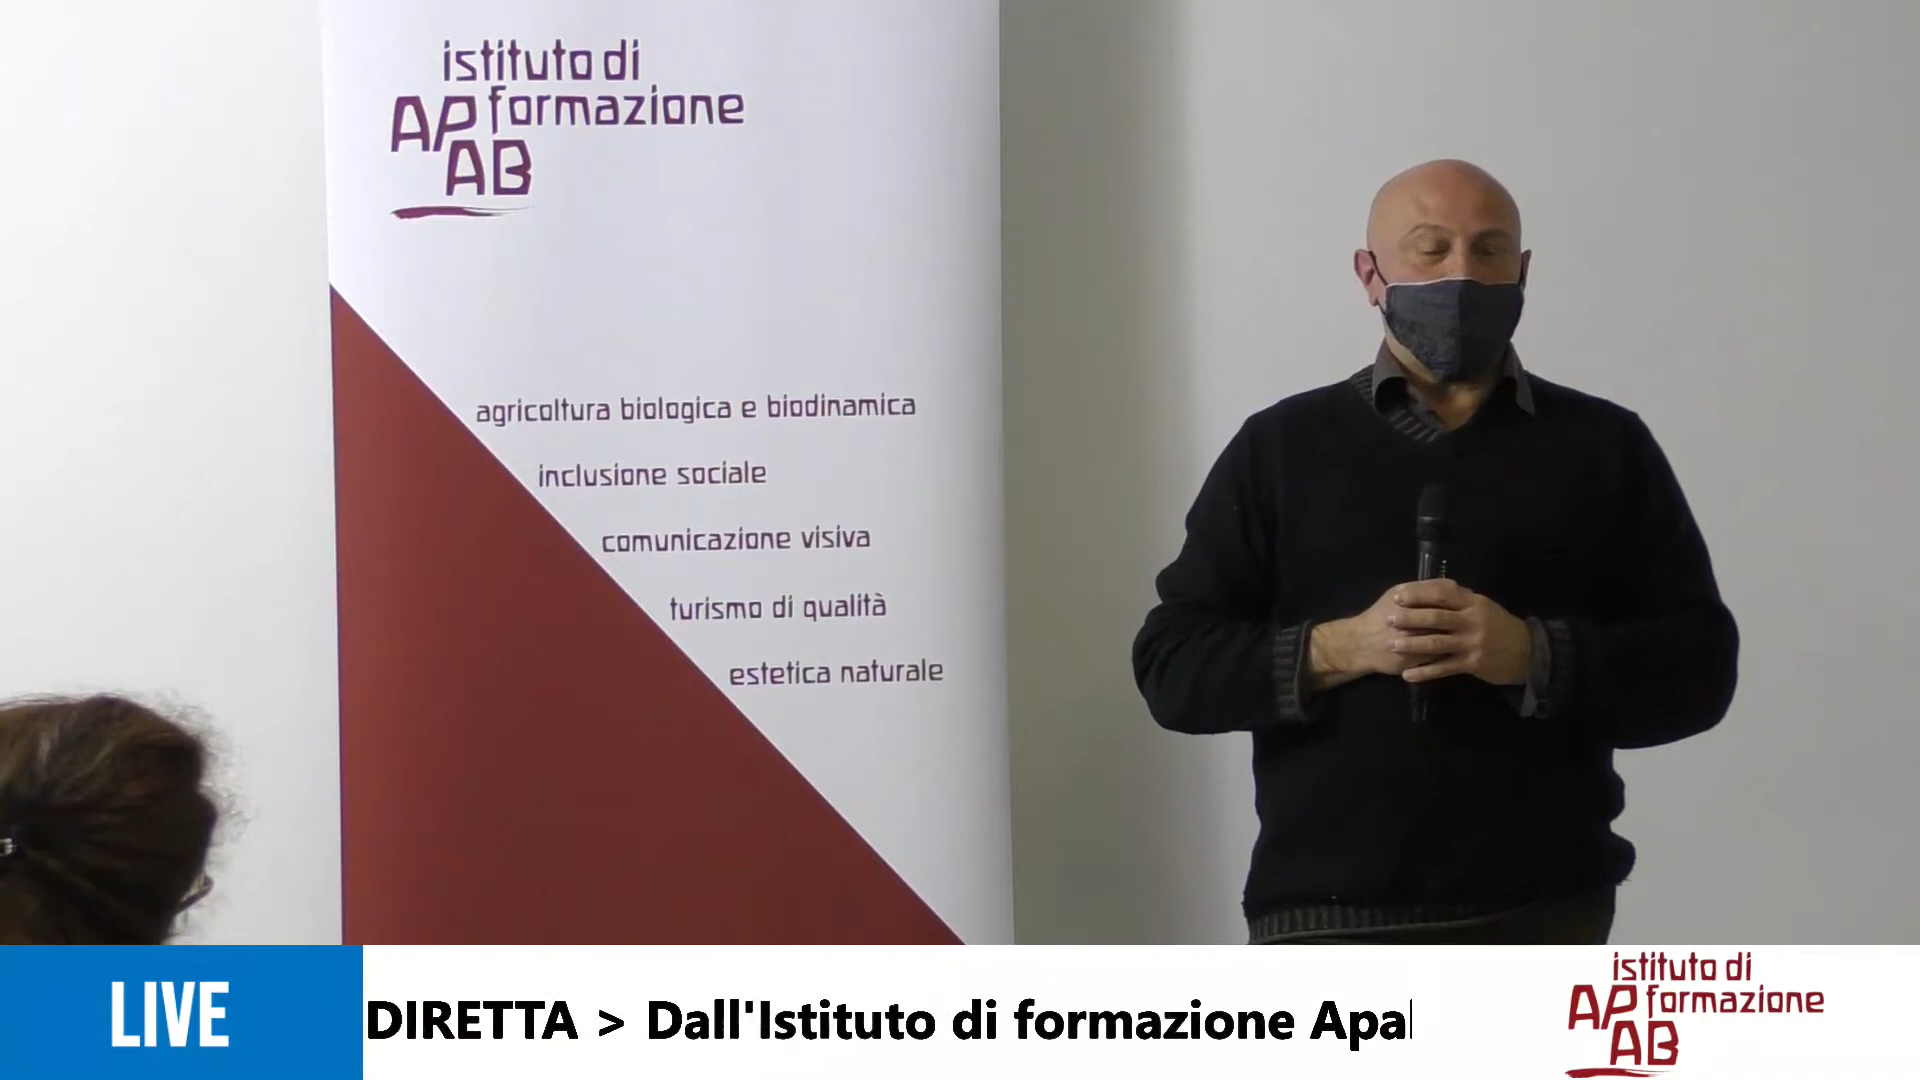 istituto di
formazione
AP
AB
agricoltura biologica e biodinamica
inclusione sociale
comunicazione visiva
turismo di qualità
estetica naturale
LIVE
DIRETTA > Dall'Istituto di formazione Apa
istituto di
formazione
AP
AB